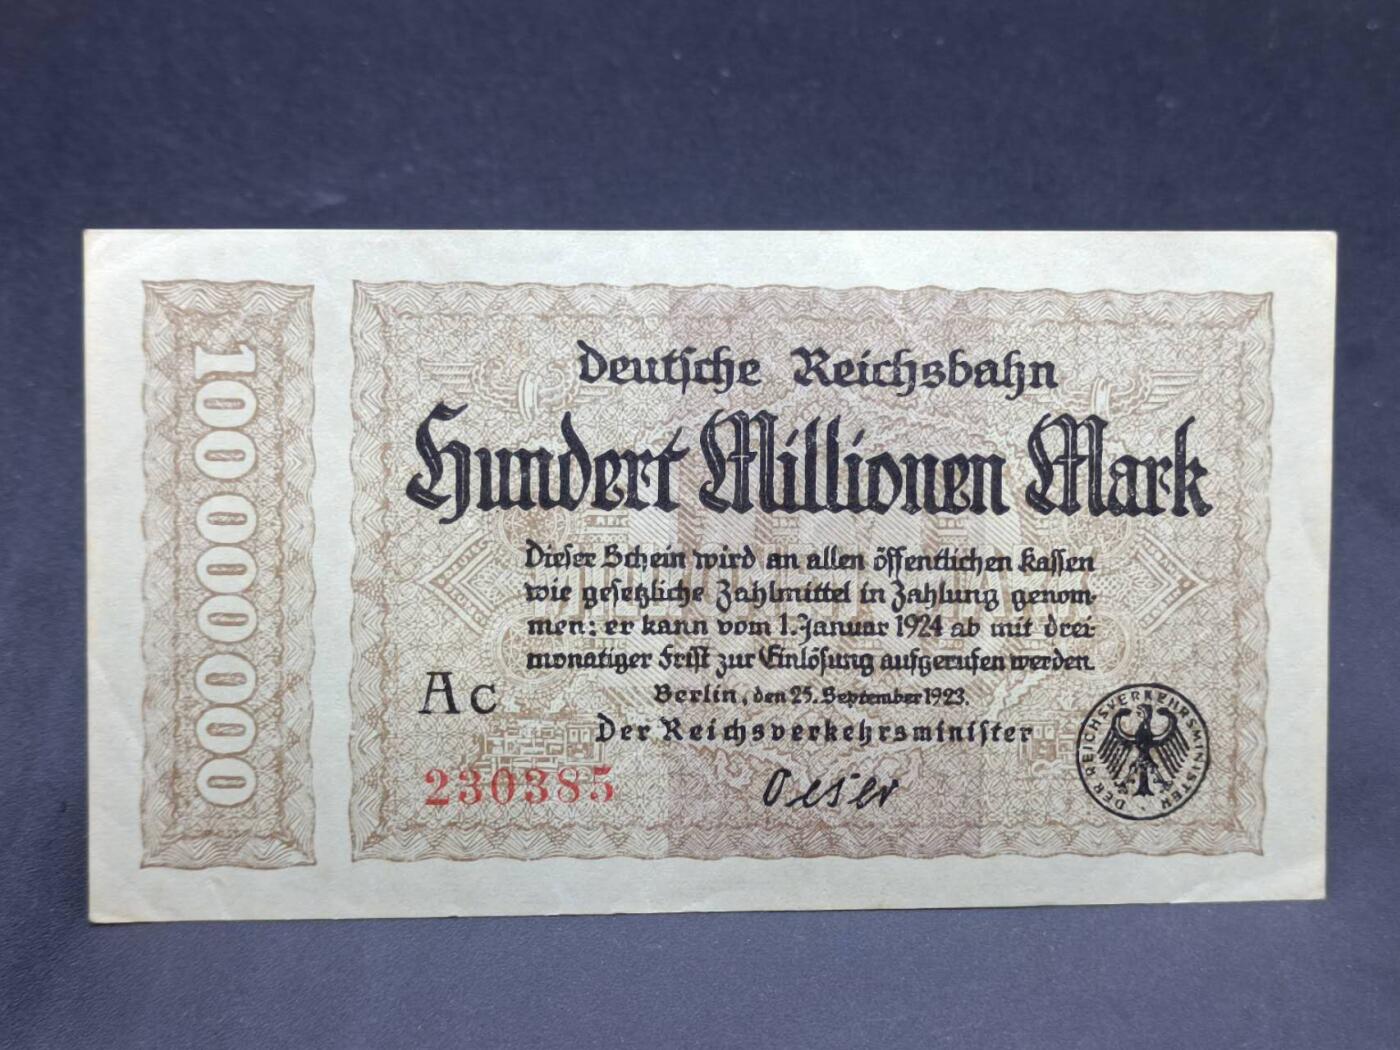 100000000
Deutsche Reichsbahn
Hundert Millionen Mark
Dieser Schein wird an allen öffentlichen Kassen
wie gesetzliche Zahlmittel in Zahlung genom-
men: er kann vom 1. Januar 1924 ab mit drei-
monatiger Frist zur Einlösung aufgerufen werden.
Berlin, den 25. September 1923.
Der Reichsverkehrsminister
Ac
230385
Oeser
DER REICHSVERKEHRSMINISTER